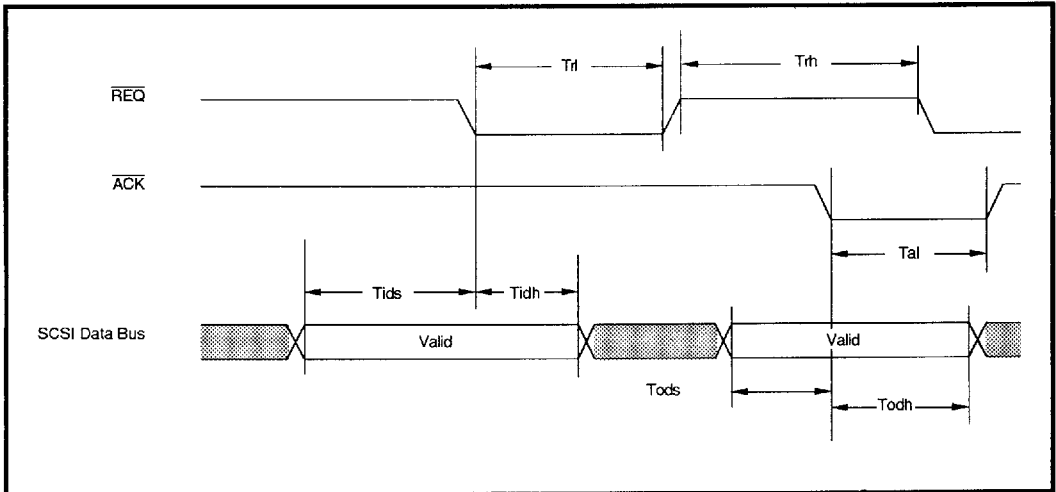 Trl
Trh
REQ
ACK
Tal
Tids
Tidh
SCSI Data Bus
Valid
Valid
Tods
Todh